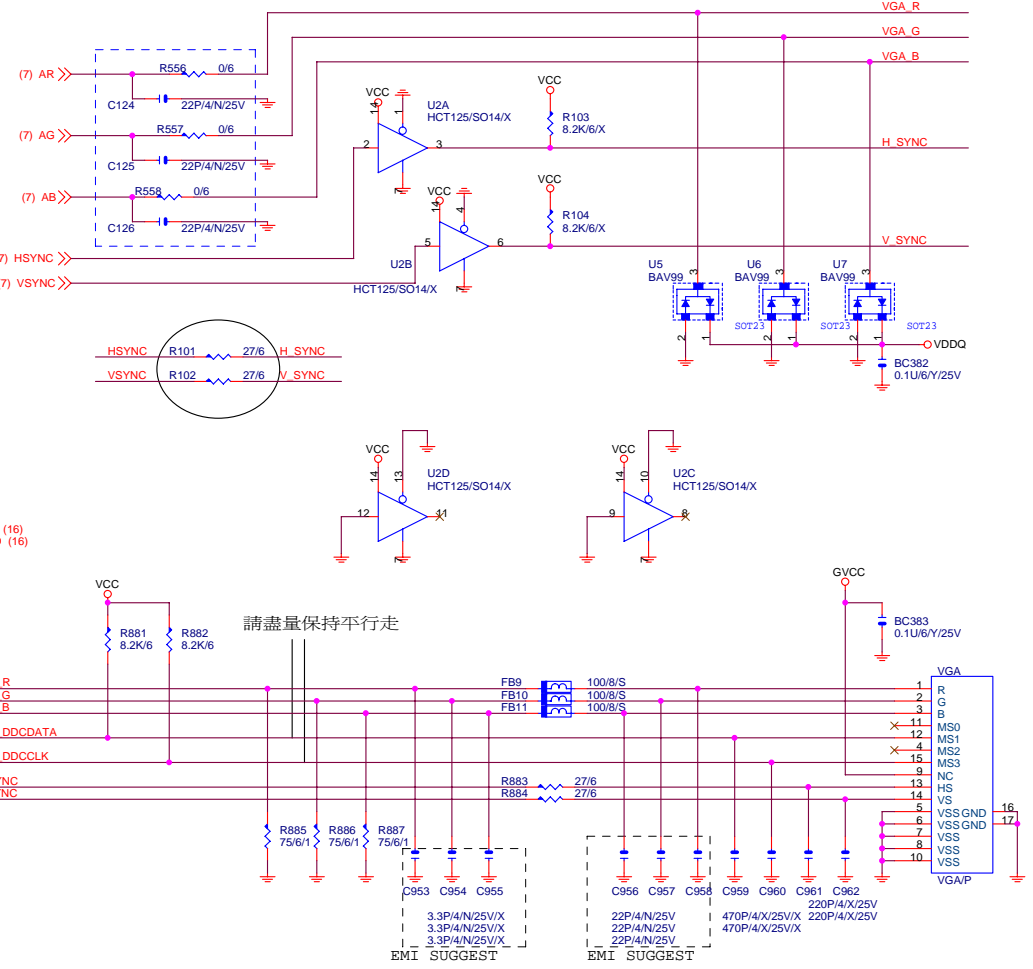 VGA_R
VGA_G
VGA_B
(7) AR
R556 0/6
C124 22P/4/N/25V
(7) AG
R557 0/6
C125 22P/4/N/25V
(7) AB
R558 0/6
C126 22P/4/N/25V
7) HSYNC
7) VSYNC
VCC
14
1
U2A
HCT125/SO14/X
2
3
7
VCC
R103
8.2K/6/X
H_SYNC
VCC
14
4
5
6
7
U2B
HCT125/SO14/X
VCC
R104
8.2K/6/X
V_SYNC
U5
BAV99
3
2
1
SOT23
U6
BAV99
3
2
1
SOT23
U7
BAV99
3
2
1
SOT23
VDDQ
BC382
0.1U/6/Y/25V
HSYNC R101 27/6 H_SYNC
VSYNC R102 27/6 V_SYNC
VCC
14
13
U2D
HCT125/SO14/X
12
11
7
VCC
14
10
U2C
HCT125/SO14/X
9
8
7
(16)
(16)
VCC
R881
8.2K/6
R882
8.2K/6
請盡量保持平行走
GVCC
BC383
0.1U/6/Y/25V
R
G
B
DDCDATA
DDCCLK
YNC
NC
FB9 100/8/S
FB10 100/8/S
FB11 100/8/S
R883 27/6
R884 27/6
VGA
1 R
2 G
3 B
11 MS0
12 MS1
4 MS2
15 MS3
9 NC
13 HS
14 VS
5 VSS GND 16
6 VSS GND 17
7 VSS
8 VSS
10 VSS
VGA/P
R885
75/6/1
R886
75/6/1
R887
75/6/1
C953 C954 C955
3.3P/4/N/25V/X
3.3P/4/N/25V/X
3.3P/4/N/25V/X
EMI SUGGEST
C956 C957 C958
22P/4/N/25V
22P/4/N/25V
22P/4/N/25V
EMI SUGGEST
C959 C960 C961 C962
470P/4/X/25V/X
470P/4/X/25V/X
220P/4/X/25V
220P/4/X/25V